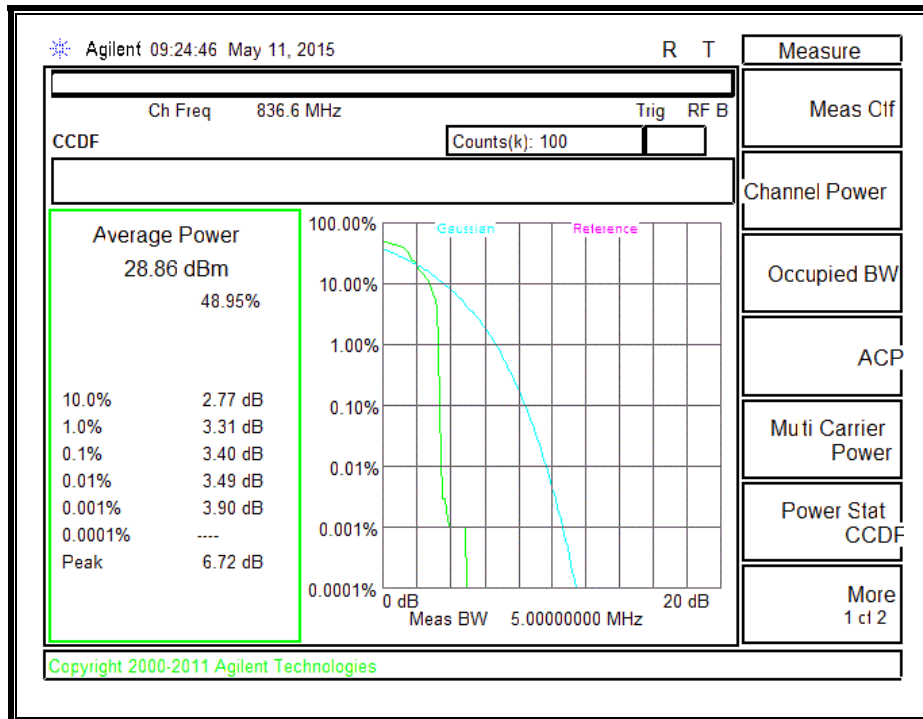 Agilent 09:24:46 May 11, 2015 R T
Ch Freq 836.6 MHz Trig RF B
CCDF Counts(k): 100
Average Power
28.86 dBm
48.95%
10.0% 2.77 dB
1.0% 3.31 dB
0.1% 3.40 dB
0.01% 3.49 dB
0.001% 3.90 dB
0.0001% ----
Peak 6.72 dB
Gaussian Reference
100.00%
10.00%
1.00%
0.10%
0.01%
0.001%
0.0001%
0 dB 20 dB
Meas BW 5.00000000 MHz
Measure
Meas Off
Channel Power
Occupied BW
ACP
Multi Carrier
Power
Power Stat
CCDF
More
1 of 2
Copyright 2000-2011 Agilent Technologies